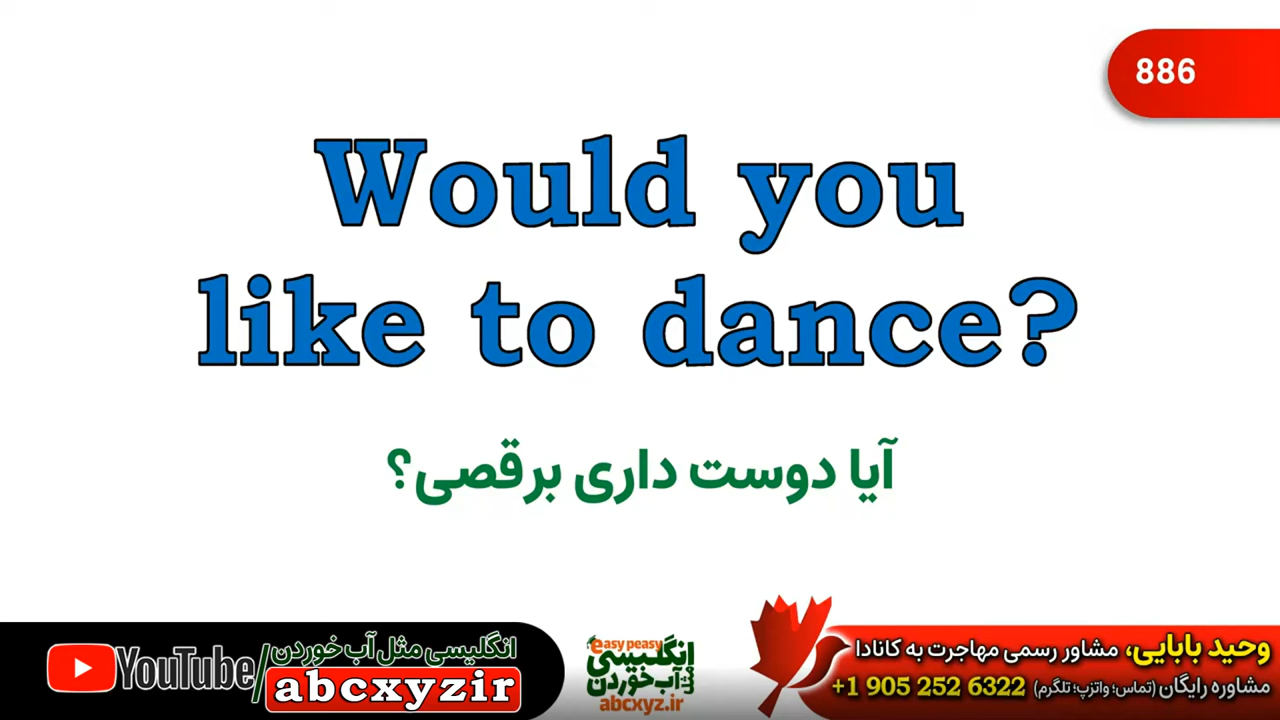 886
Would you
like to dance?
آیا دوست داری برقصی؟
انگلیسی مثل آب خوردن
YouTube/abcxyzir
easy peasy
انگلیسی
مثل آب خوردن
abcxyz.ir
وحید بابایی، مشاور رسمی مهاجرت به کانادا
مشاوره رایگان (تماس؛ واتزپ؛ تلگرم) +1 905 252 6322